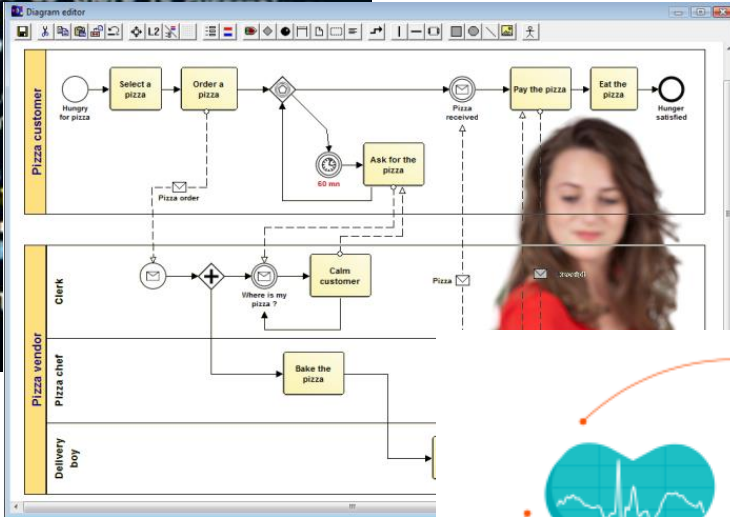 Diagram editor
L2
Pizza customer
Hungry
for pizza
Select a
pizza
Order a
pizza
Pizza
received
Pay the pizza
Eat the
pizza
Hunger
satisfied
60 mn
Ask for the
pizza
Pizza order
Pizza vendor
Clerk
Where is my
pizza ?
Calm
customer
Pizza
receipt
Pizza chef
Bake the
pizza
Delivery
boy